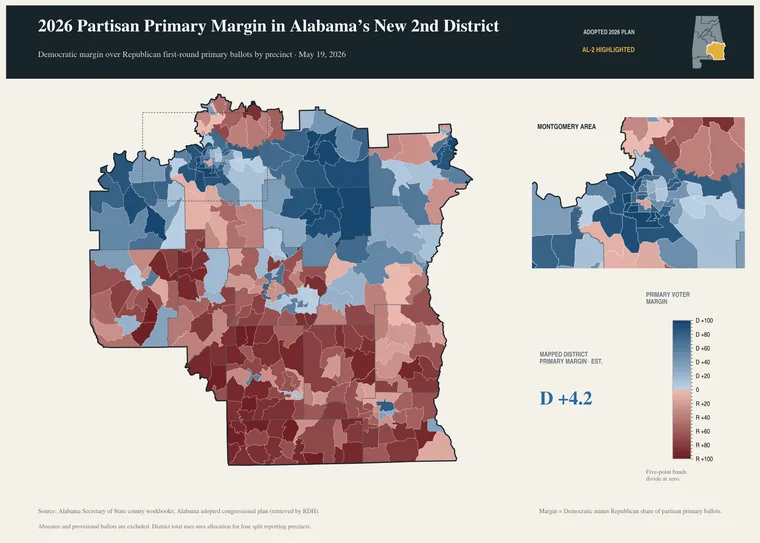 2026 Partisan Primary Margin in Alabama's New 2nd District
Democratic margin over Republican first-round primary ballots by precinct · May 19, 2026
ADOPTED 2026 PLAN
AL-2 HIGHLIGHTED
MONTGOMERY AREA
PRIMARY VOTER
MARGIN
D +100
D +80
D +60
D +40
D +20
0
R +20
R +40
R +60
R +80
R +100
Five-point bands
divide at zero.
MAPPED DISTRICT
PRIMARY MARGIN · EST.
D +4.2
Source: Alabama Secretary of State county workbooks; Alabama adopted congressional plan (retrieved by RDH).
Absentee and provisional ballots are excluded. District total uses area allocation for four split reporting precincts.
Margin = Democratic minus Republican share of partisan primary ballots.